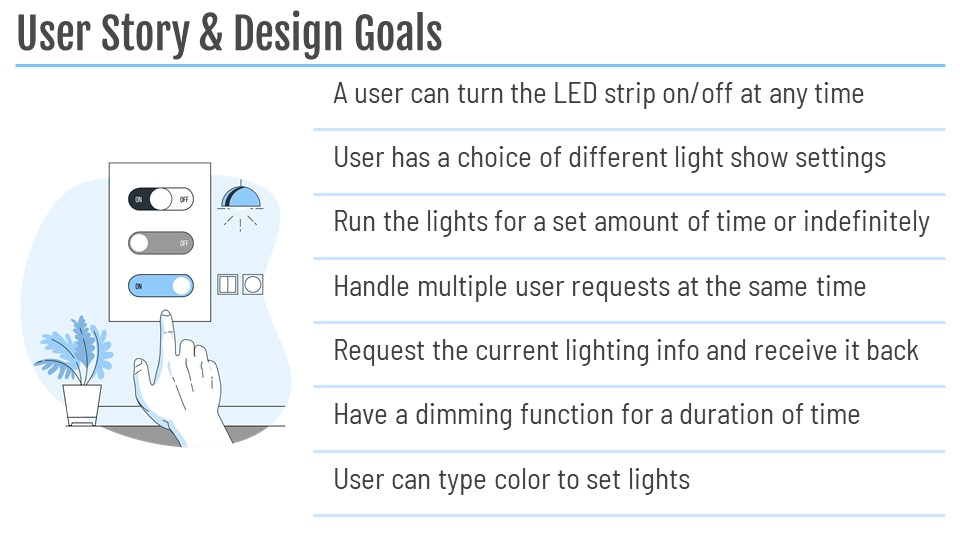 User Story & Design Goals
A user can turn the LED strip on/off at any time
User has a choice of different light show settings
Run the lights for a set amount of time or indefinitely
Handle multiple user requests at the same time
Request the current lighting info and receive it back
Have a dimming function for a duration of time
User can type color to set lights
ON OFF
OFF
ON